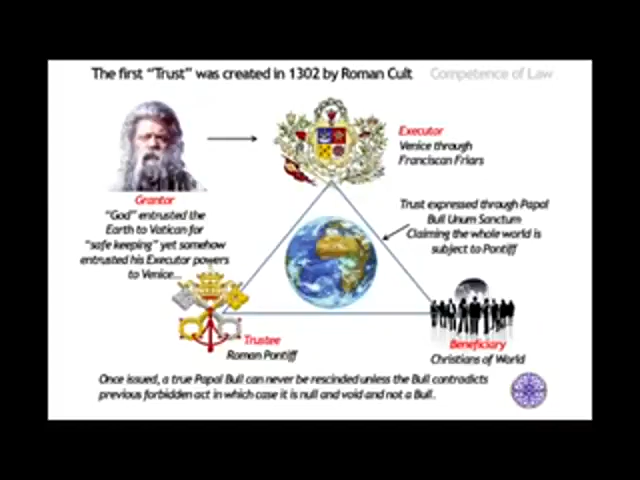 The first "Trust" was created in 1302 by Roman Cult
Competence of Law
Grantor
"God" entrusted the
Earth to Vatican for
"safe keeping" yet somehow
entrusted his Executor powers
to Venice...
Executor
Venice through
Franciscan Friars
Trust expressed through Papal
Bull Unum Sanctum
Claiming the whole world is
subject to Pontiff
Trustee
Roman Pontiff
Beneficiary
Christians of World
Once issued, a true Papal Bull can never be rescinded unless the Bull contradicts
previous forbidden act in which case it is null and void and not a Bull.